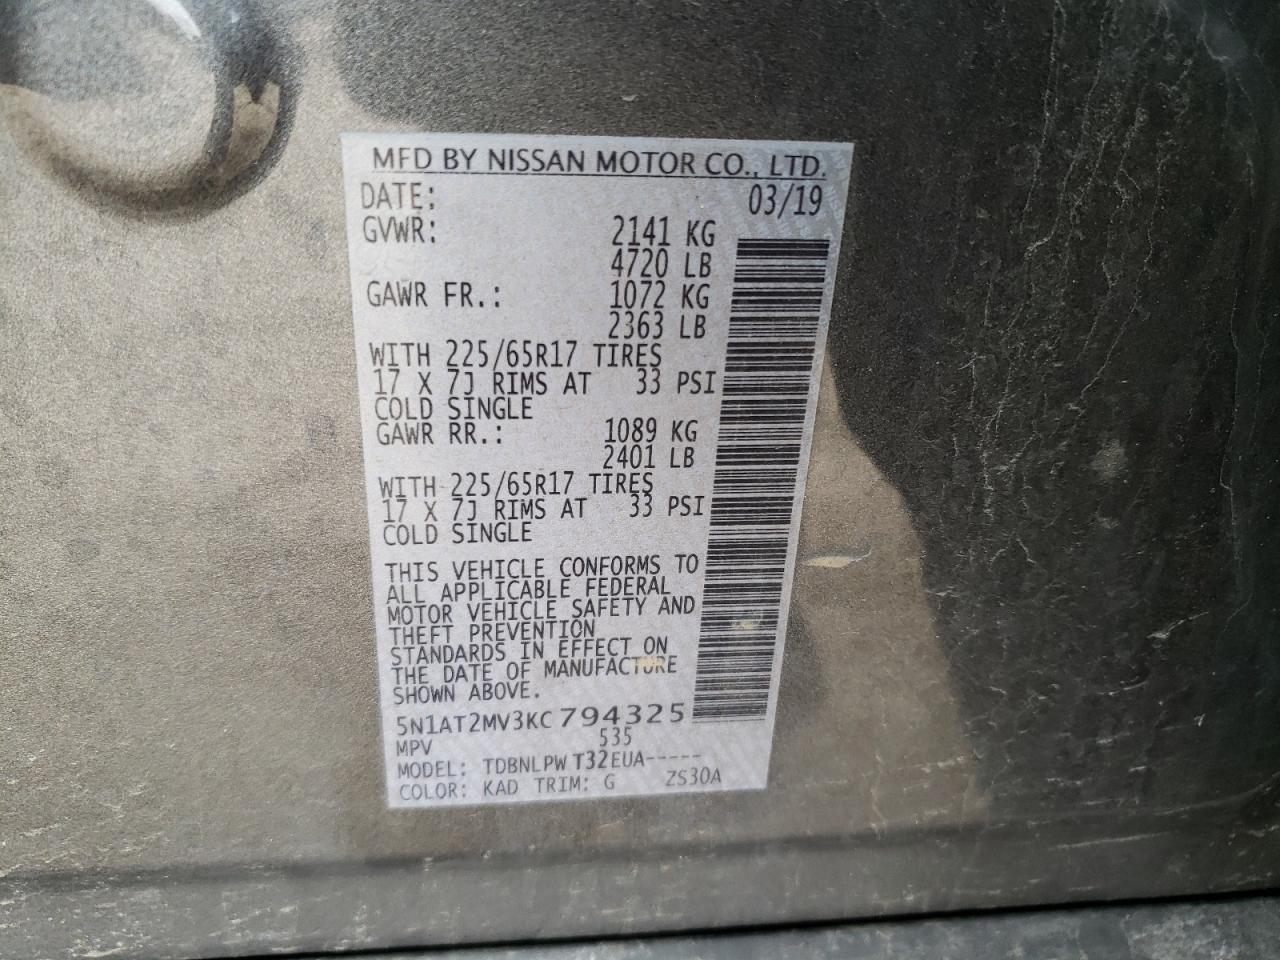 MFD BY NISSAN MOTOR CO., LTD.
DATE: 03/19
GVWR: 2141 KG
4720 LB
GAWR FR.: 1072 KG
2363 LB
WITH 225/65R17 TIRES
17 X 7J RIMS AT 33 PSI
COLD SINGLE
GAWR RR.: 1089 KG
2401 LB
WITH 225/65R17 TIRES
17 X 7J RIMS AT 33 PSI
COLD SINGLE
THIS VEHICLE CONFORMS TO
ALL APPLICABLE FEDERAL
MOTOR VEHICLE SAFETY AND
THEFT PREVENTION
STANDARDS IN EFFECT ON
THE DATE OF MANUFACTURE
SHOWN ABOVE.
5N1AT2MV3KC794325
MPV 535
MODEL: TDBNLPW T32EUA-----
COLOR: KAD TRIM: G ZS30A